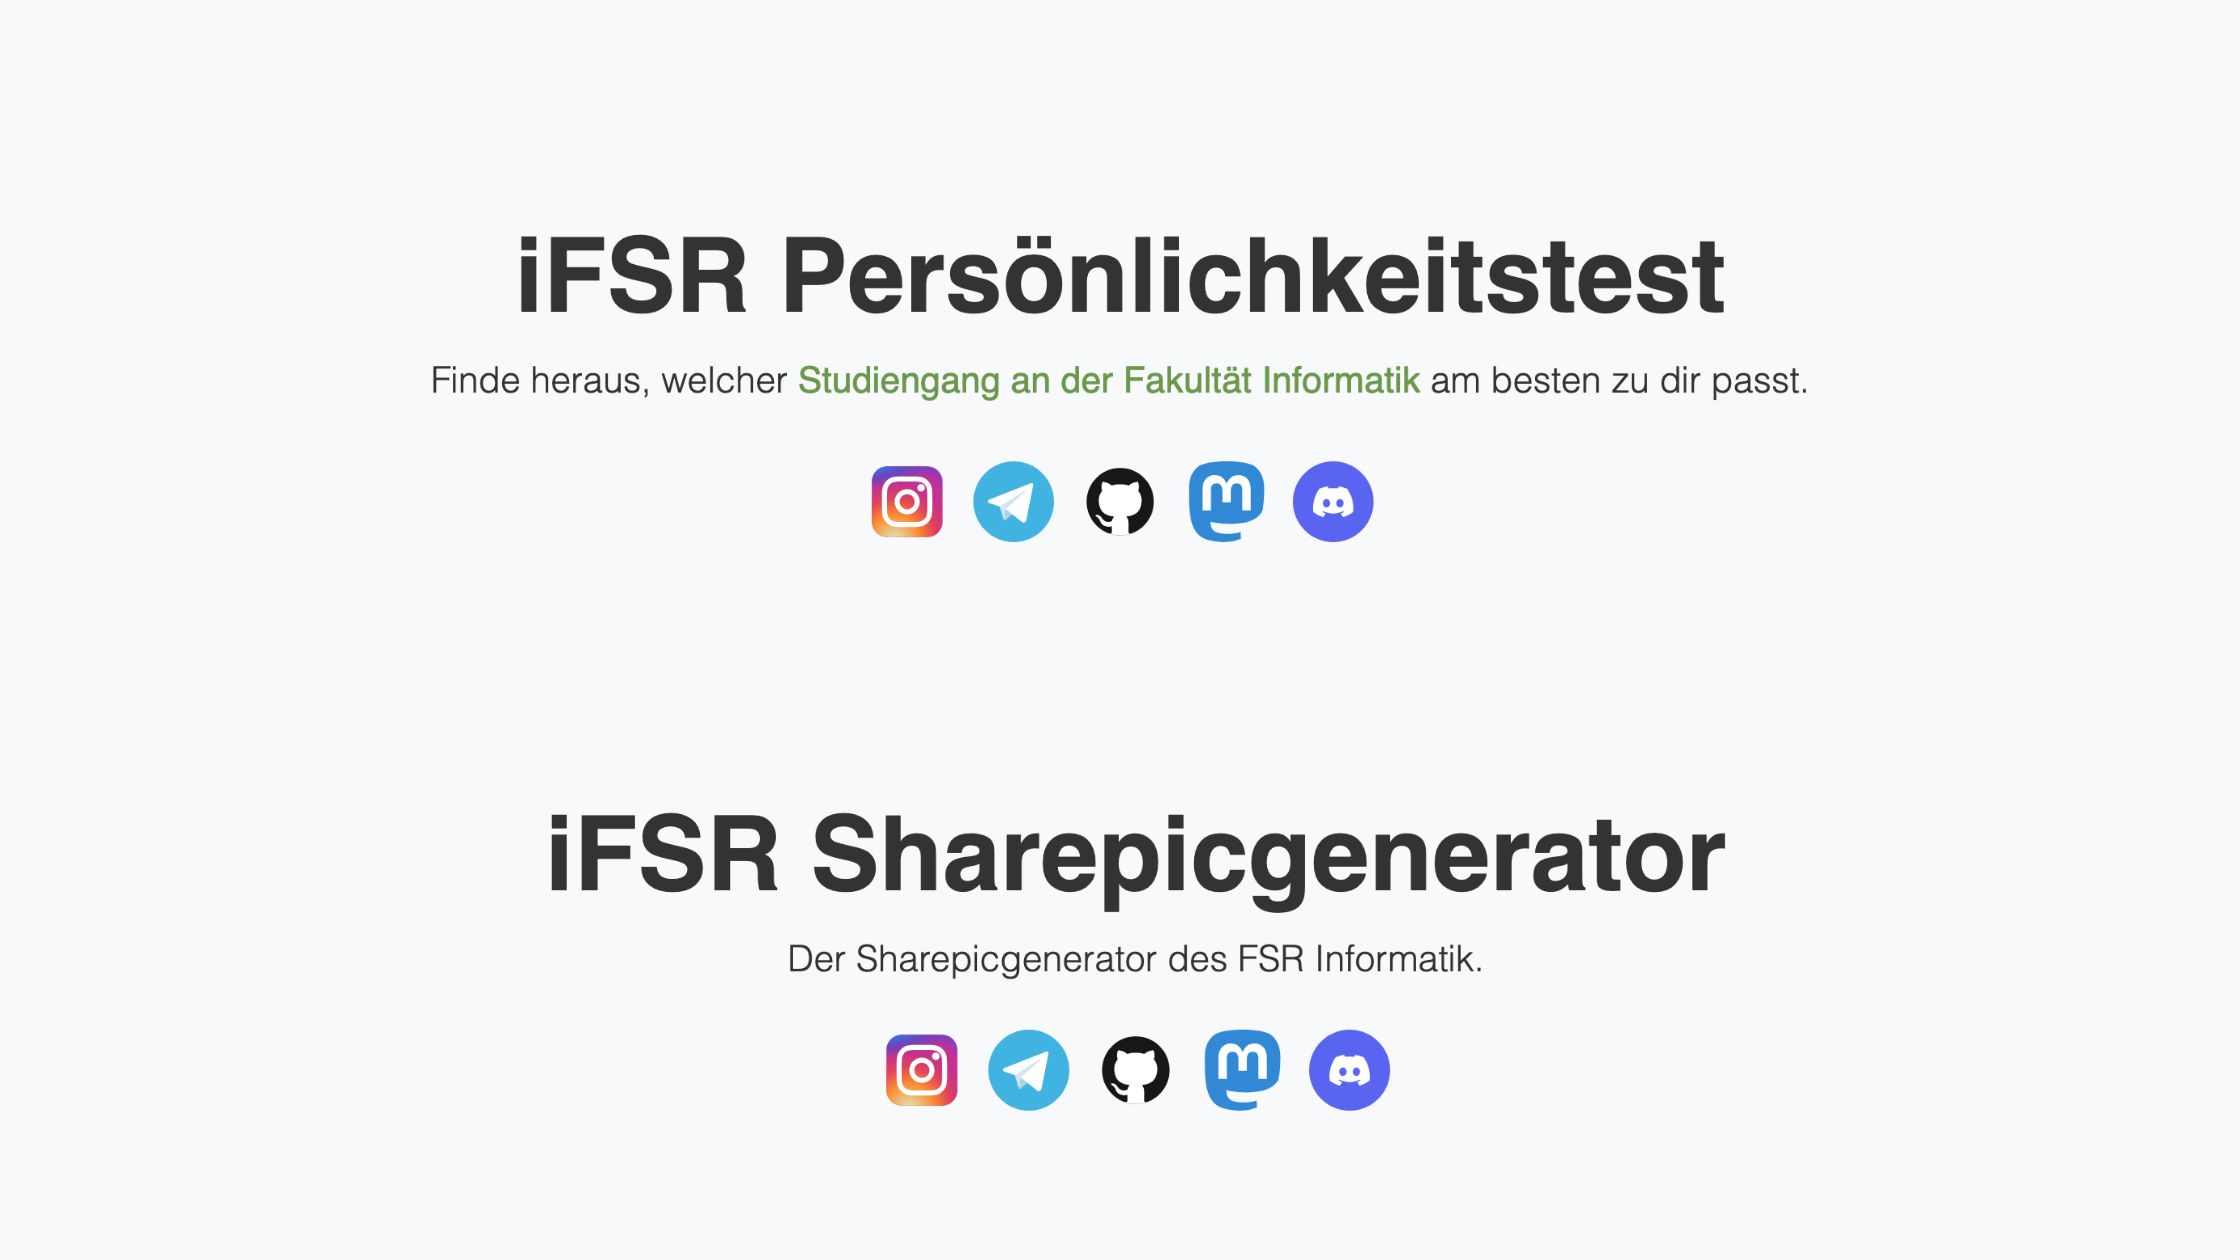 iFSR Persönlichkeitstest
Finde heraus, welcher Studiengang an der Fakultät Informatik am besten zu dir passt.
iFSR Sharepicgenerator
Der Sharepicgenerator des FSR Informatik.